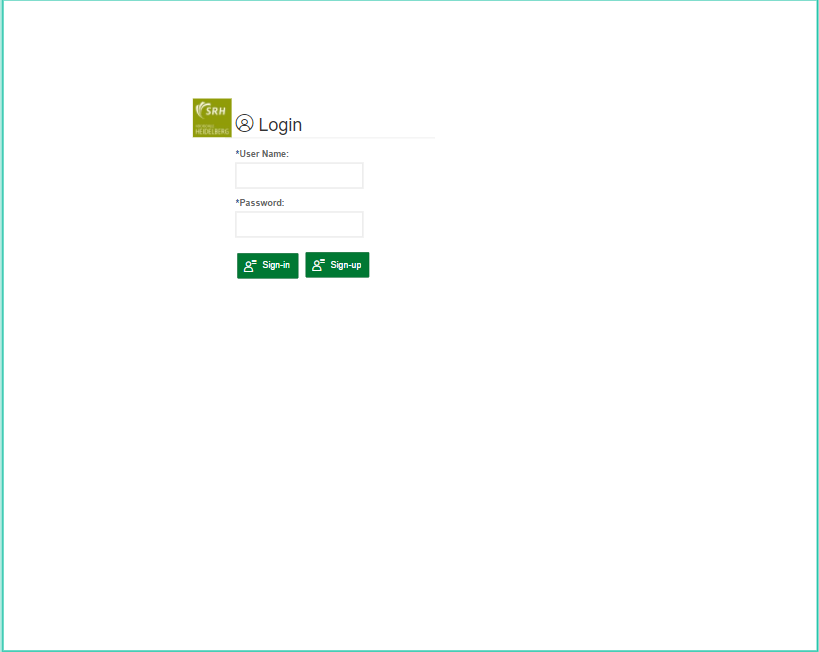 SRH
HEIDELBERG
Login
*User Name:
*Password:
Sign-in
Sign-up